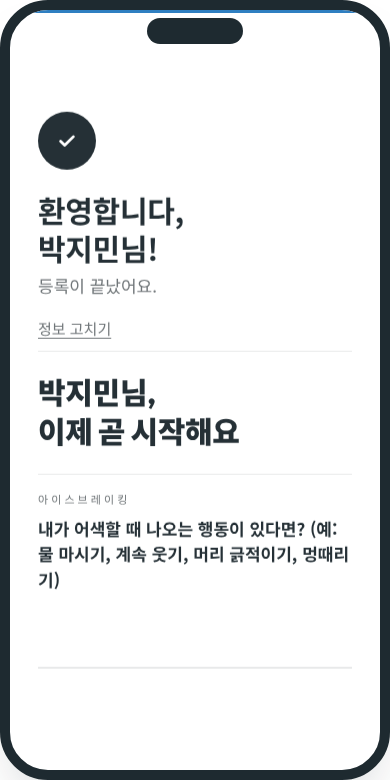 환영합니다,
박지민님!
등록이 끝났어요.
정보 고치기
박지민님,
이제 곧 시작해요
아이스브레이킹
내가 어색할 때 나오는 행동이 있다면? (예:
물 마시기, 계속 웃기, 머리 긁적이기, 멍때리
기)